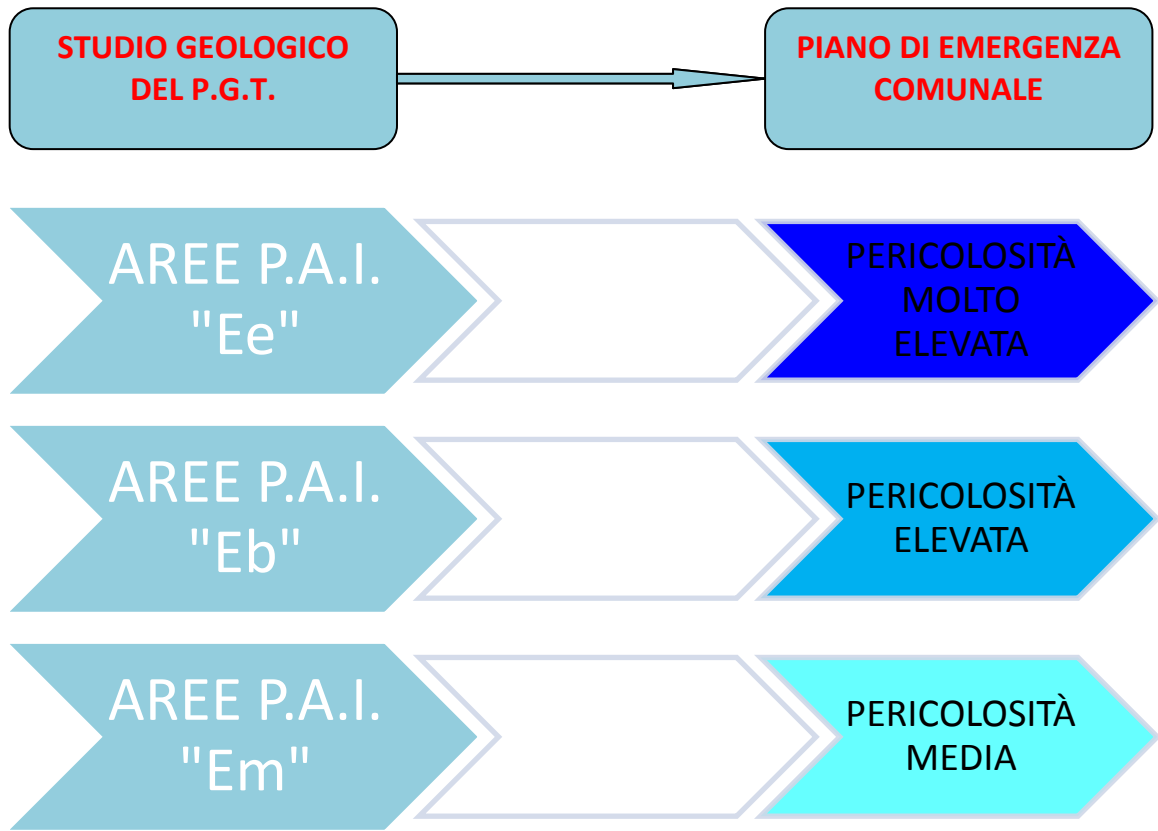 STUDIO GEOLOGICO
DEL P.G.T.
PIANO DI EMERGENZA
COMUNALE
AREE P.A.I.
"Ee"
PERICOLOSITÀ
MOLTO
ELEVATA
AREE P.A.I.
"Eb"
PERICOLOSITÀ
ELEVATA
AREE P.A.I.
"Em"
PERICOLOSITÀ
MEDIA